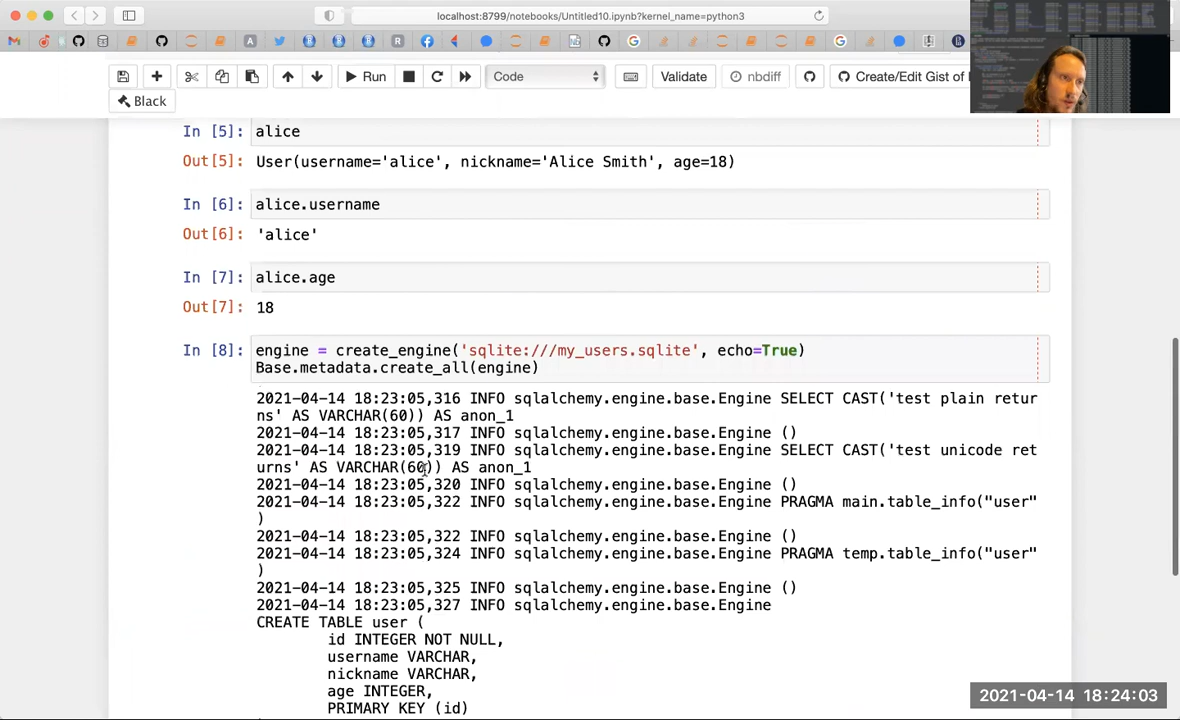 localhost:8799/notebooks/Untitled10.ipynb?kernel_name=python3
Run
Code
Validate
nbdiff
Create/Edit Gist of
Black
In [5]: alice
Out[5]: User(username='alice', nickname='Alice Smith', age=18)
In [6]: alice.username
Out[6]: 'alice'
In [7]: alice.age
Out[7]: 18
In [8]: engine = create_engine('sqlite:///my_users.sqlite', echo=True)
Base.metadata.create_all(engine)
2021-04-14 18:23:05,316 INFO sqlalchemy.engine.base.Engine SELECT CAST('test plain retur
ns' AS VARCHAR(60)) AS anon_1
2021-04-14 18:23:05,317 INFO sqlalchemy.engine.base.Engine ()
2021-04-14 18:23:05,319 INFO sqlalchemy.engine.base.Engine SELECT CAST('test unicode ret
urns' AS VARCHAR(60)) AS anon_1
2021-04-14 18:23:05,320 INFO sqlalchemy.engine.base.Engine ()
2021-04-14 18:23:05,322 INFO sqlalchemy.engine.base.Engine PRAGMA main.table_info("user"
)
2021-04-14 18:23:05,322 INFO sqlalchemy.engine.base.Engine ()
2021-04-14 18:23:05,324 INFO sqlalchemy.engine.base.Engine PRAGMA temp.table_info("user"
)
2021-04-14 18:23:05,325 INFO sqlalchemy.engine.base.Engine ()
2021-04-14 18:23:05,327 INFO sqlalchemy.engine.base.Engine
CREATE TABLE user (
id INTEGER NOT NULL,
username VARCHAR,
nickname VARCHAR,
age INTEGER,
PRIMARY KEY (id)
2021-04-14 18:24:03